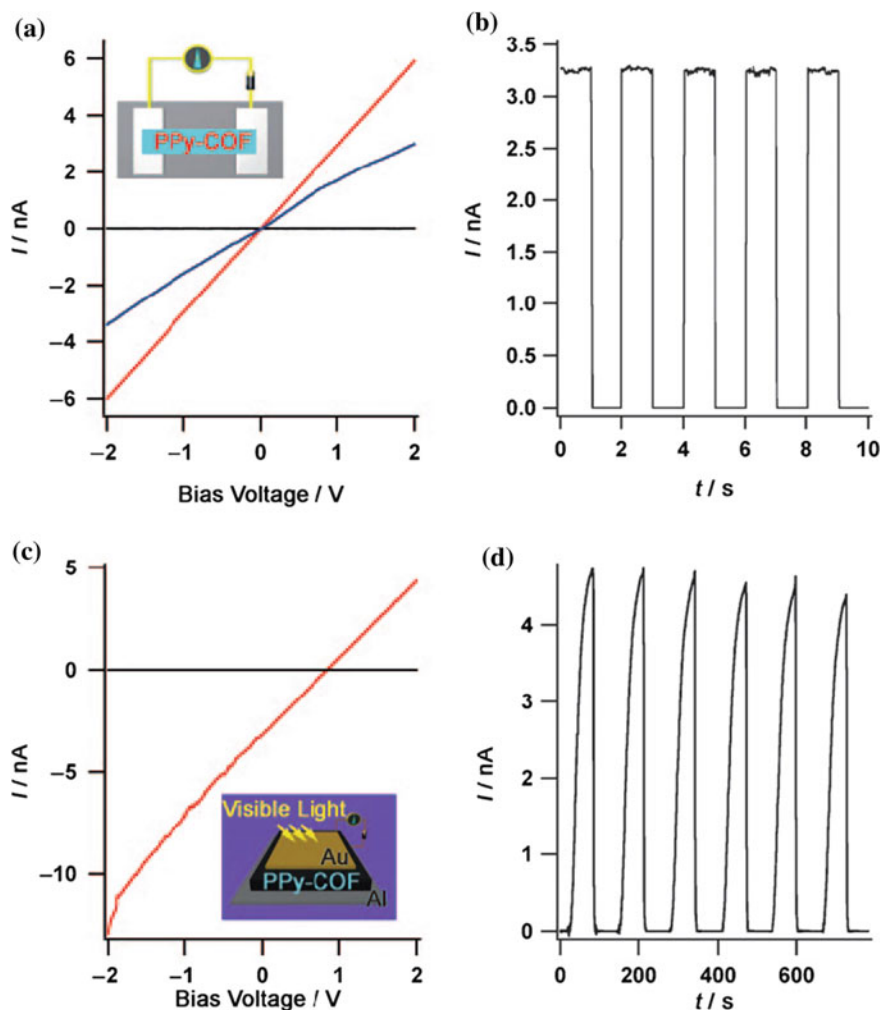 (a)
6
4
2
0
−2
−4
−6
I / nA
PPy-COF
−2 −1 0 1 2
Bias Voltage / V
(b)
3.5
3.0
2.5
2.0
1.5
1.0
0.5
0.0
I / nA
0 2 4 6 8 10
t / s
(c)
5
0
−5
−10
I / nA
Visible Light
Au
PPy-COF
Al
−2 −1 0 1 2
Bias Voltage / V
(d)
4
3
2
1
0
I / nA
0 200 400 600
t / s